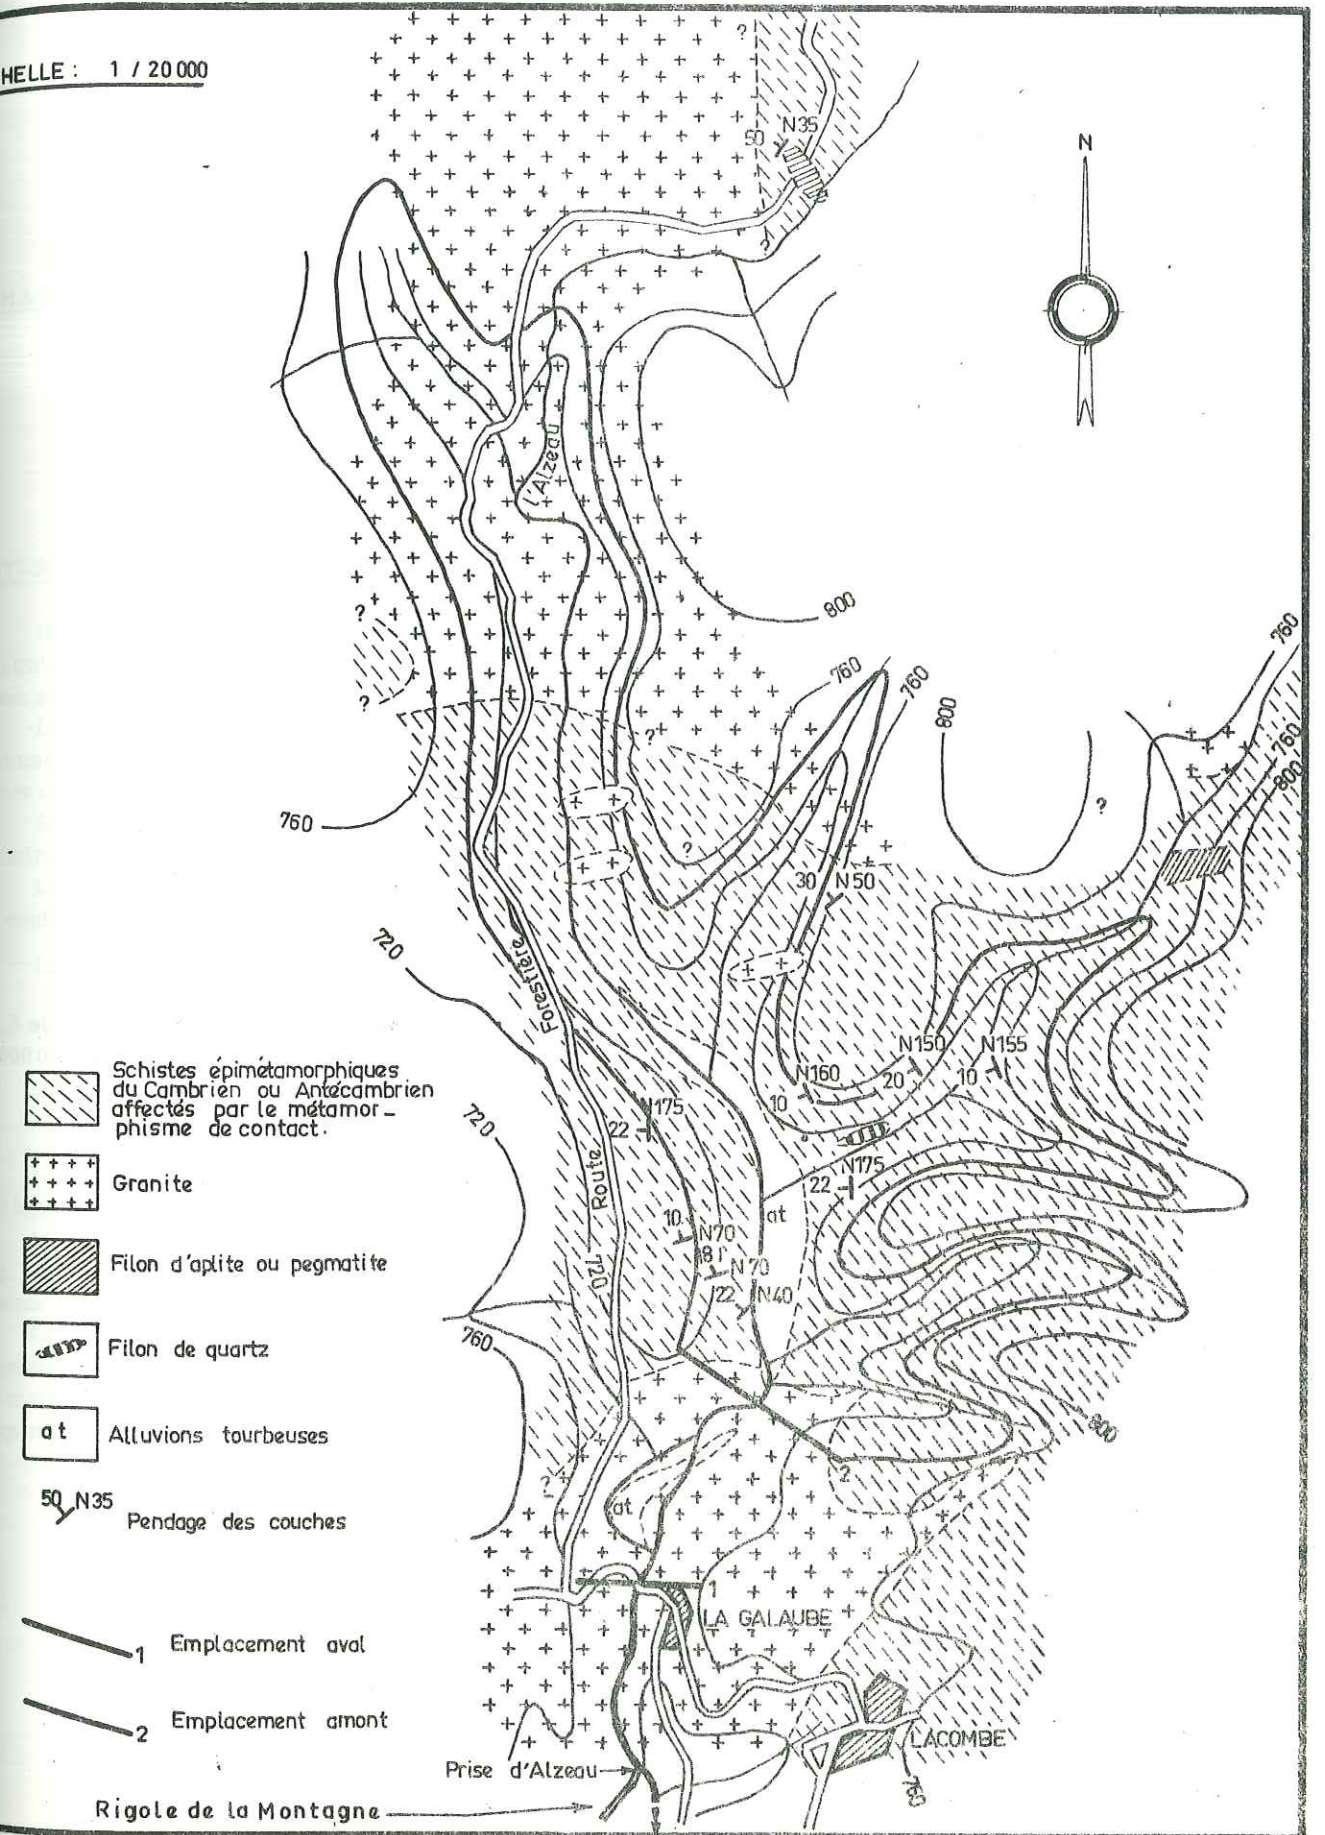 HELLE : 1 / 20 000
?
N35
50
?
N
l'Alzeau
?
800
760
?
760
760
?
800
760
800
760
?
?
30 N50
720
Forestière
N150
N155
N160
20
10
10
720
N175
22
Route
N175
22
at
10
N70
N70
720
22
N40
760
800
2
?
at
1
LA GALAUBE
LACOMBE
760
Prise d'Alzeau
Rigole de la Montagne
Schistes épimétamorphiques
du Cambrien ou Antécambrien
affectés par le métamor-
phisme de contact.
Granite
Filon d'aplite ou pegmatite
Filon de quartz
at Alluvions tourbeuses
50 N35 Pendage des couches
1 Emplacement aval
2 Emplacement amont